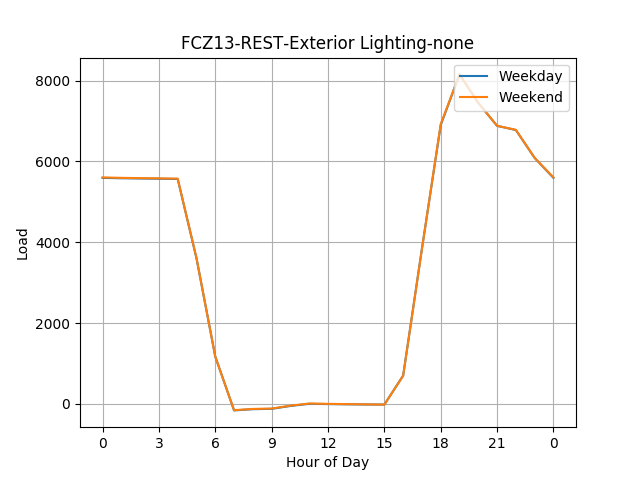 FCZ13-REST-Exterior Lighting-none
Weekday
Weekend
8000
6000
4000
2000
0
Load
0 3 6 9 12 15 18 21 0
Hour of Day